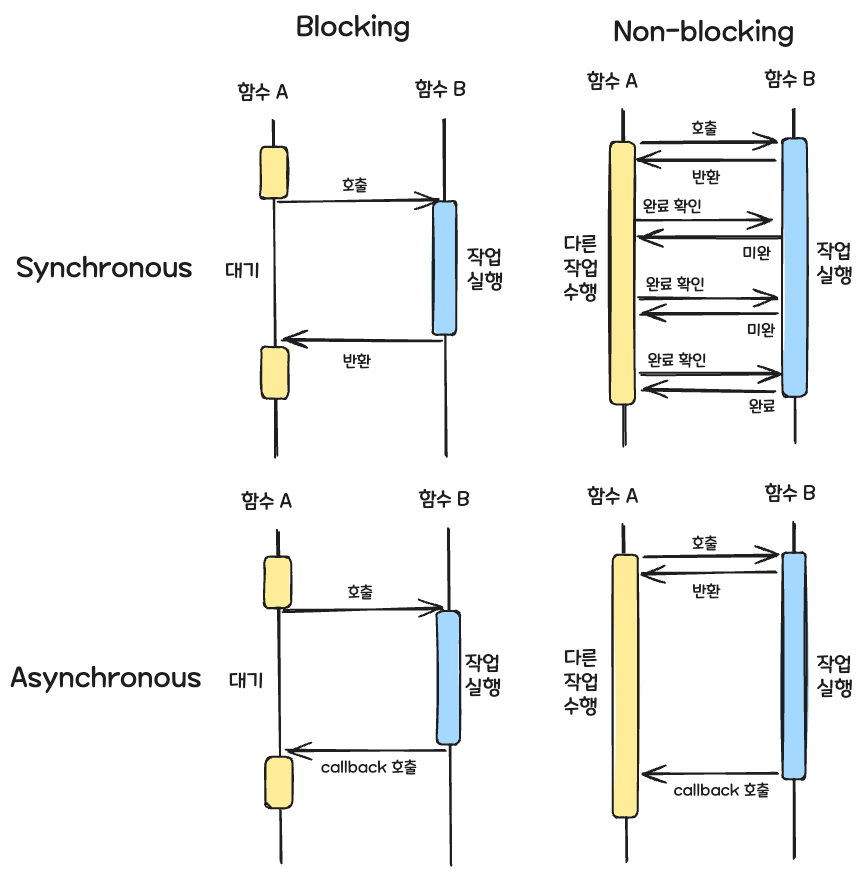 Blocking
Non-blocking
Synchronous
함수 A
함수 B
호출
대기
작업
실행
반환
함수 A
함수 B
호출
반환
완료 확인
미완
완료 확인
미완
완료 확인
완료
다른
작업
수행
작업
실행
Asynchronous
함수 A
함수 B
호출
대기
작업
실행
callback 호출
함수 A
함수 B
호출
반환
다른
작업
수행
작업
실행
callback 호출